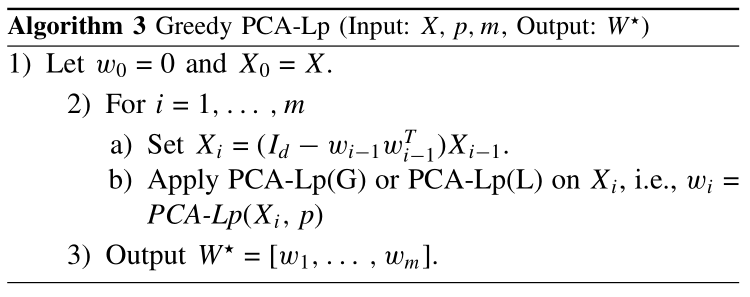 Algorithm 3 Greedy PCA-Lp (Input: X, p, m, Output: W⋆)
1) Let w₀ = 0 and X₀ = X.
2) For i = 1, . . . , m
a) Set Xᵢ = (I_d − wᵢ₋₁wᵢ₋₁ᵀ)Xᵢ₋₁.
b) Apply PCA-Lp(G) or PCA-Lp(L) on Xᵢ, i.e., wᵢ =
PCA-Lp(Xᵢ, p)
3) Output W⋆ = [w₁, . . . , wₘ].